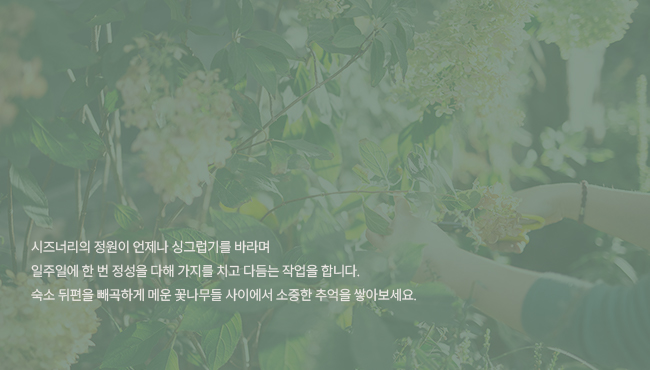 시즈너리의 정원이 언제나 싱그럽기를 바라며
일주일에 한 번 정성을 다해 가지를 치고 다듬는 작업을 합니다.
숙소 뒤편을 빼곡하게 메운 꽃나무들 사이에서 소중한 추억을 쌓아보세요.